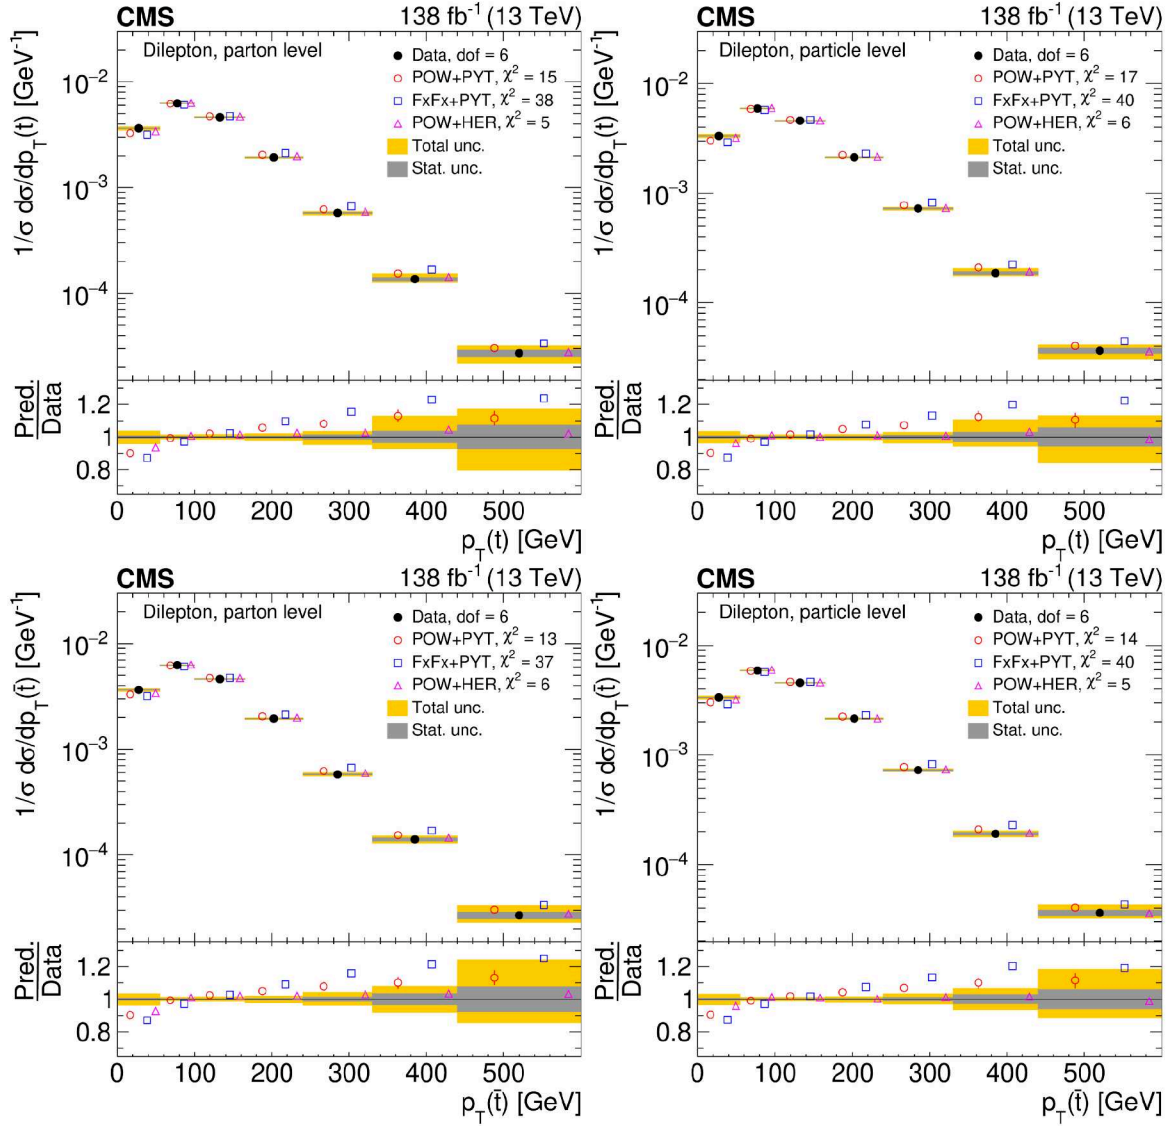 CMS 138 fb⁻¹ (13 TeV)
Dilepton, parton level
Data, dof = 6
POW+PYT, χ² = 15
FxFx+PYT, χ² = 38
POW+HER, χ² = 5
Total unc.
Stat. unc.
1/σ dσ/dp_T(t) [GeV⁻¹]
10⁻²
10⁻³
10⁻⁴
Pred.
Data
1.2
1
0.8
0 100 200 300 400 500
p_T(t) [GeV]
CMS 138 fb⁻¹ (13 TeV)
Dilepton, particle level
Data, dof = 6
POW+PYT, χ² = 17
FxFx+PYT, χ² = 40
POW+HER, χ² = 6
Total unc.
Stat. unc.
1/σ dσ/dp_T(t) [GeV⁻¹]
10⁻²
10⁻³
10⁻⁴
Pred.
Data
1.2
1
0.8
0 100 200 300 400 500
p_T(t) [GeV]
CMS 138 fb⁻¹ (13 TeV)
Dilepton, parton level
Data, dof = 6
POW+PYT, χ² = 13
FxFx+PYT, χ² = 37
POW+HER, χ² = 6
Total unc.
Stat. unc.
1/σ dσ/dp_T(t̄) [GeV⁻¹]
10⁻²
10⁻³
10⁻⁴
Pred.
Data
1.2
1
0.8
0 100 200 300 400 500
p_T(t̄) [GeV]
CMS 138 fb⁻¹ (13 TeV)
Dilepton, particle level
Data, dof = 6
POW+PYT, χ² = 14
FxFx+PYT, χ² = 40
POW+HER, χ² = 5
Total unc.
Stat. unc.
1/σ dσ/dp_T(t̄) [GeV⁻¹]
10⁻²
10⁻³
10⁻⁴
Pred.
Data
1.2
1
0.8
0 100 200 300 400 500
p_T(t̄) [GeV]